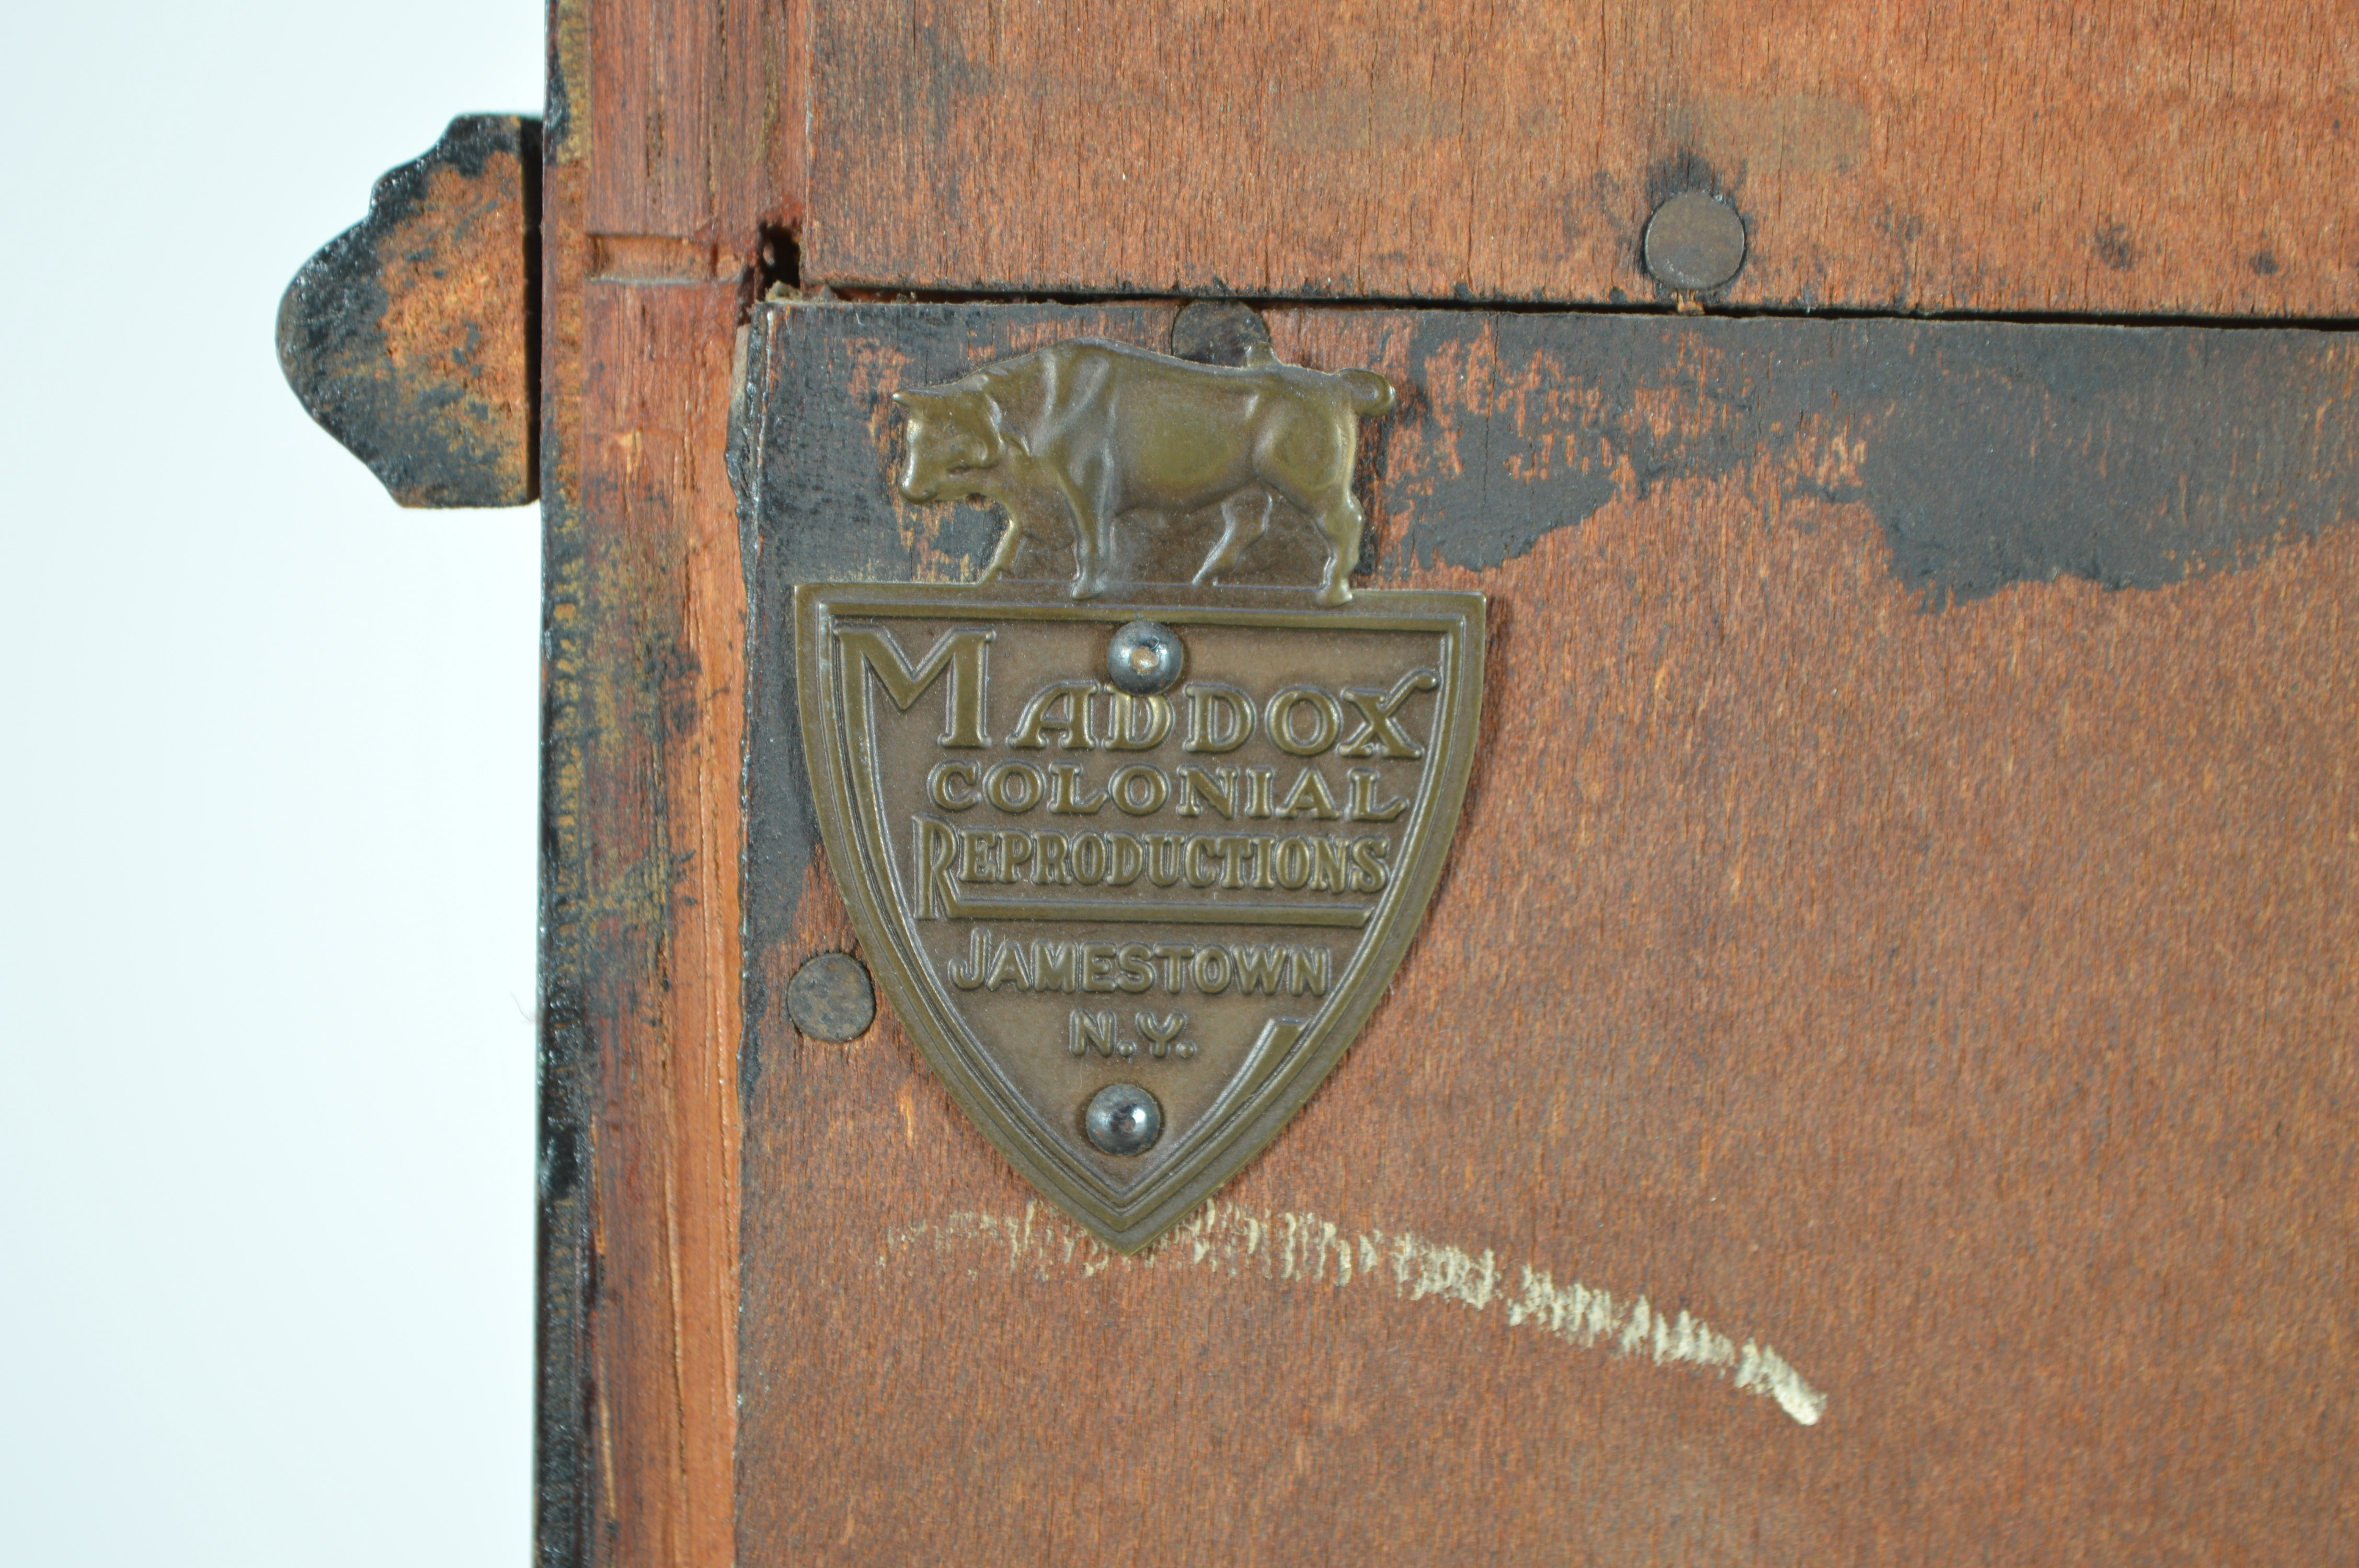 MADDOX
COLONIAL
REPRODUCTIONS
JAMESTOWN
N.Y.